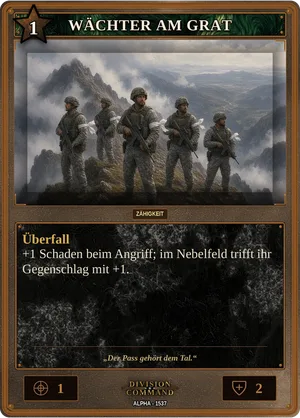 1
WÄCHTER AM GRAT
ZÄHIGKEIT
Überfall
+1 Schaden beim Angriff; im Nebelfeld trifft ihr
Gegenschlag mit +1.
„Der Pass gehört dem Tal.“
1
DIVISION
COMMAND
ALPHA - 1537
2